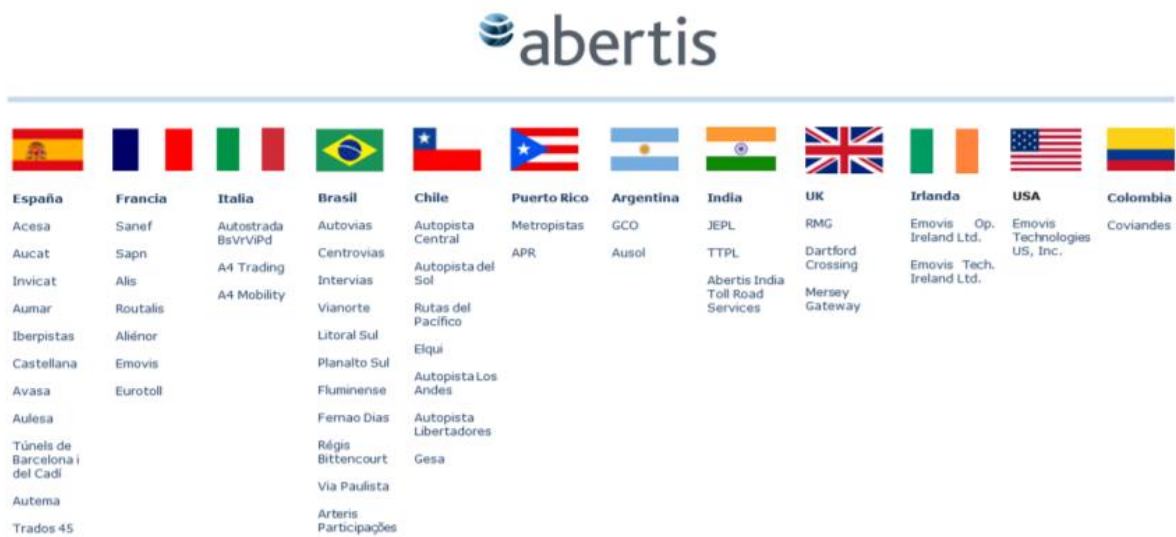 abertis
España
Acesa
Aucat
Invicat
Aumar
Iberpistas
Castellana
Avasa
Aulesa
Túnels de
Barcelona i
del Cadí
Autema
Trados 45
Francia
Sanef
Sapn
Alis
Routalis
Aliénor
Emovis
Eurotoll
Italia
Autostrada
BsVrViPd
A4 Trading
A4 Mobility
Brasil
Autovias
Centrovias
Intervias
Vianorte
Litoral Sul
Planalto Sul
Fluminense
Fernao Dias
Régis
Bittencourt
Via Paulista
Arteris
Participações
Chile
Autopista
Central
Autopista del
Sol
Rutas del
Pacífico
Elqui
Autopista Los
Andes
Autopista
Libertadores
Gesa
Puerto Rico
Metropistas
APR
Argentina
GCO
Ausol
India
JEPL
TTPL
Abertis India
Toll Road
Services
UK
RMG
Dartford
Crossing
Mersey
Gateway
Irlanda
Emovis Op.
Ireland Ltd.
Emovis Tech.
Ireland Ltd.
USA
Emovis
Technologies
US, Inc.
Colombia
Coviandes